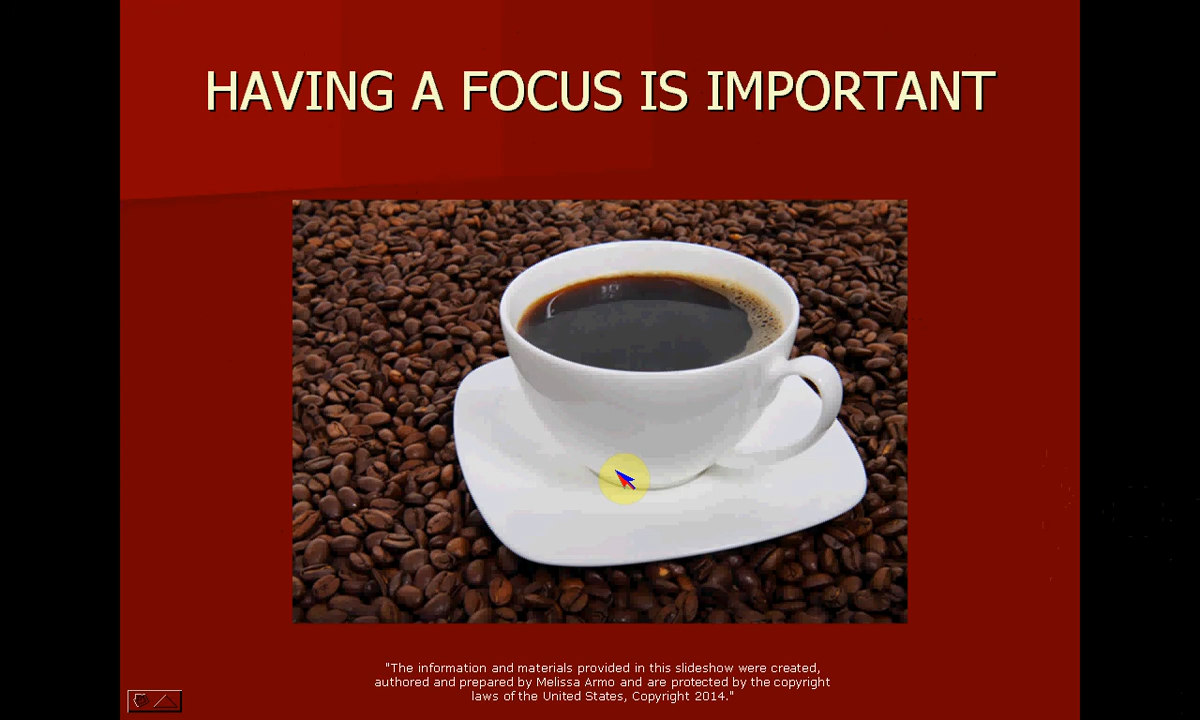 HAVING A FOCUS IS IMPORTANT
"The information and materials provided in this slideshow were created,
authored and prepared by Melissa Armo and are protected by the copyright
laws of the United States, Copyright 2014."